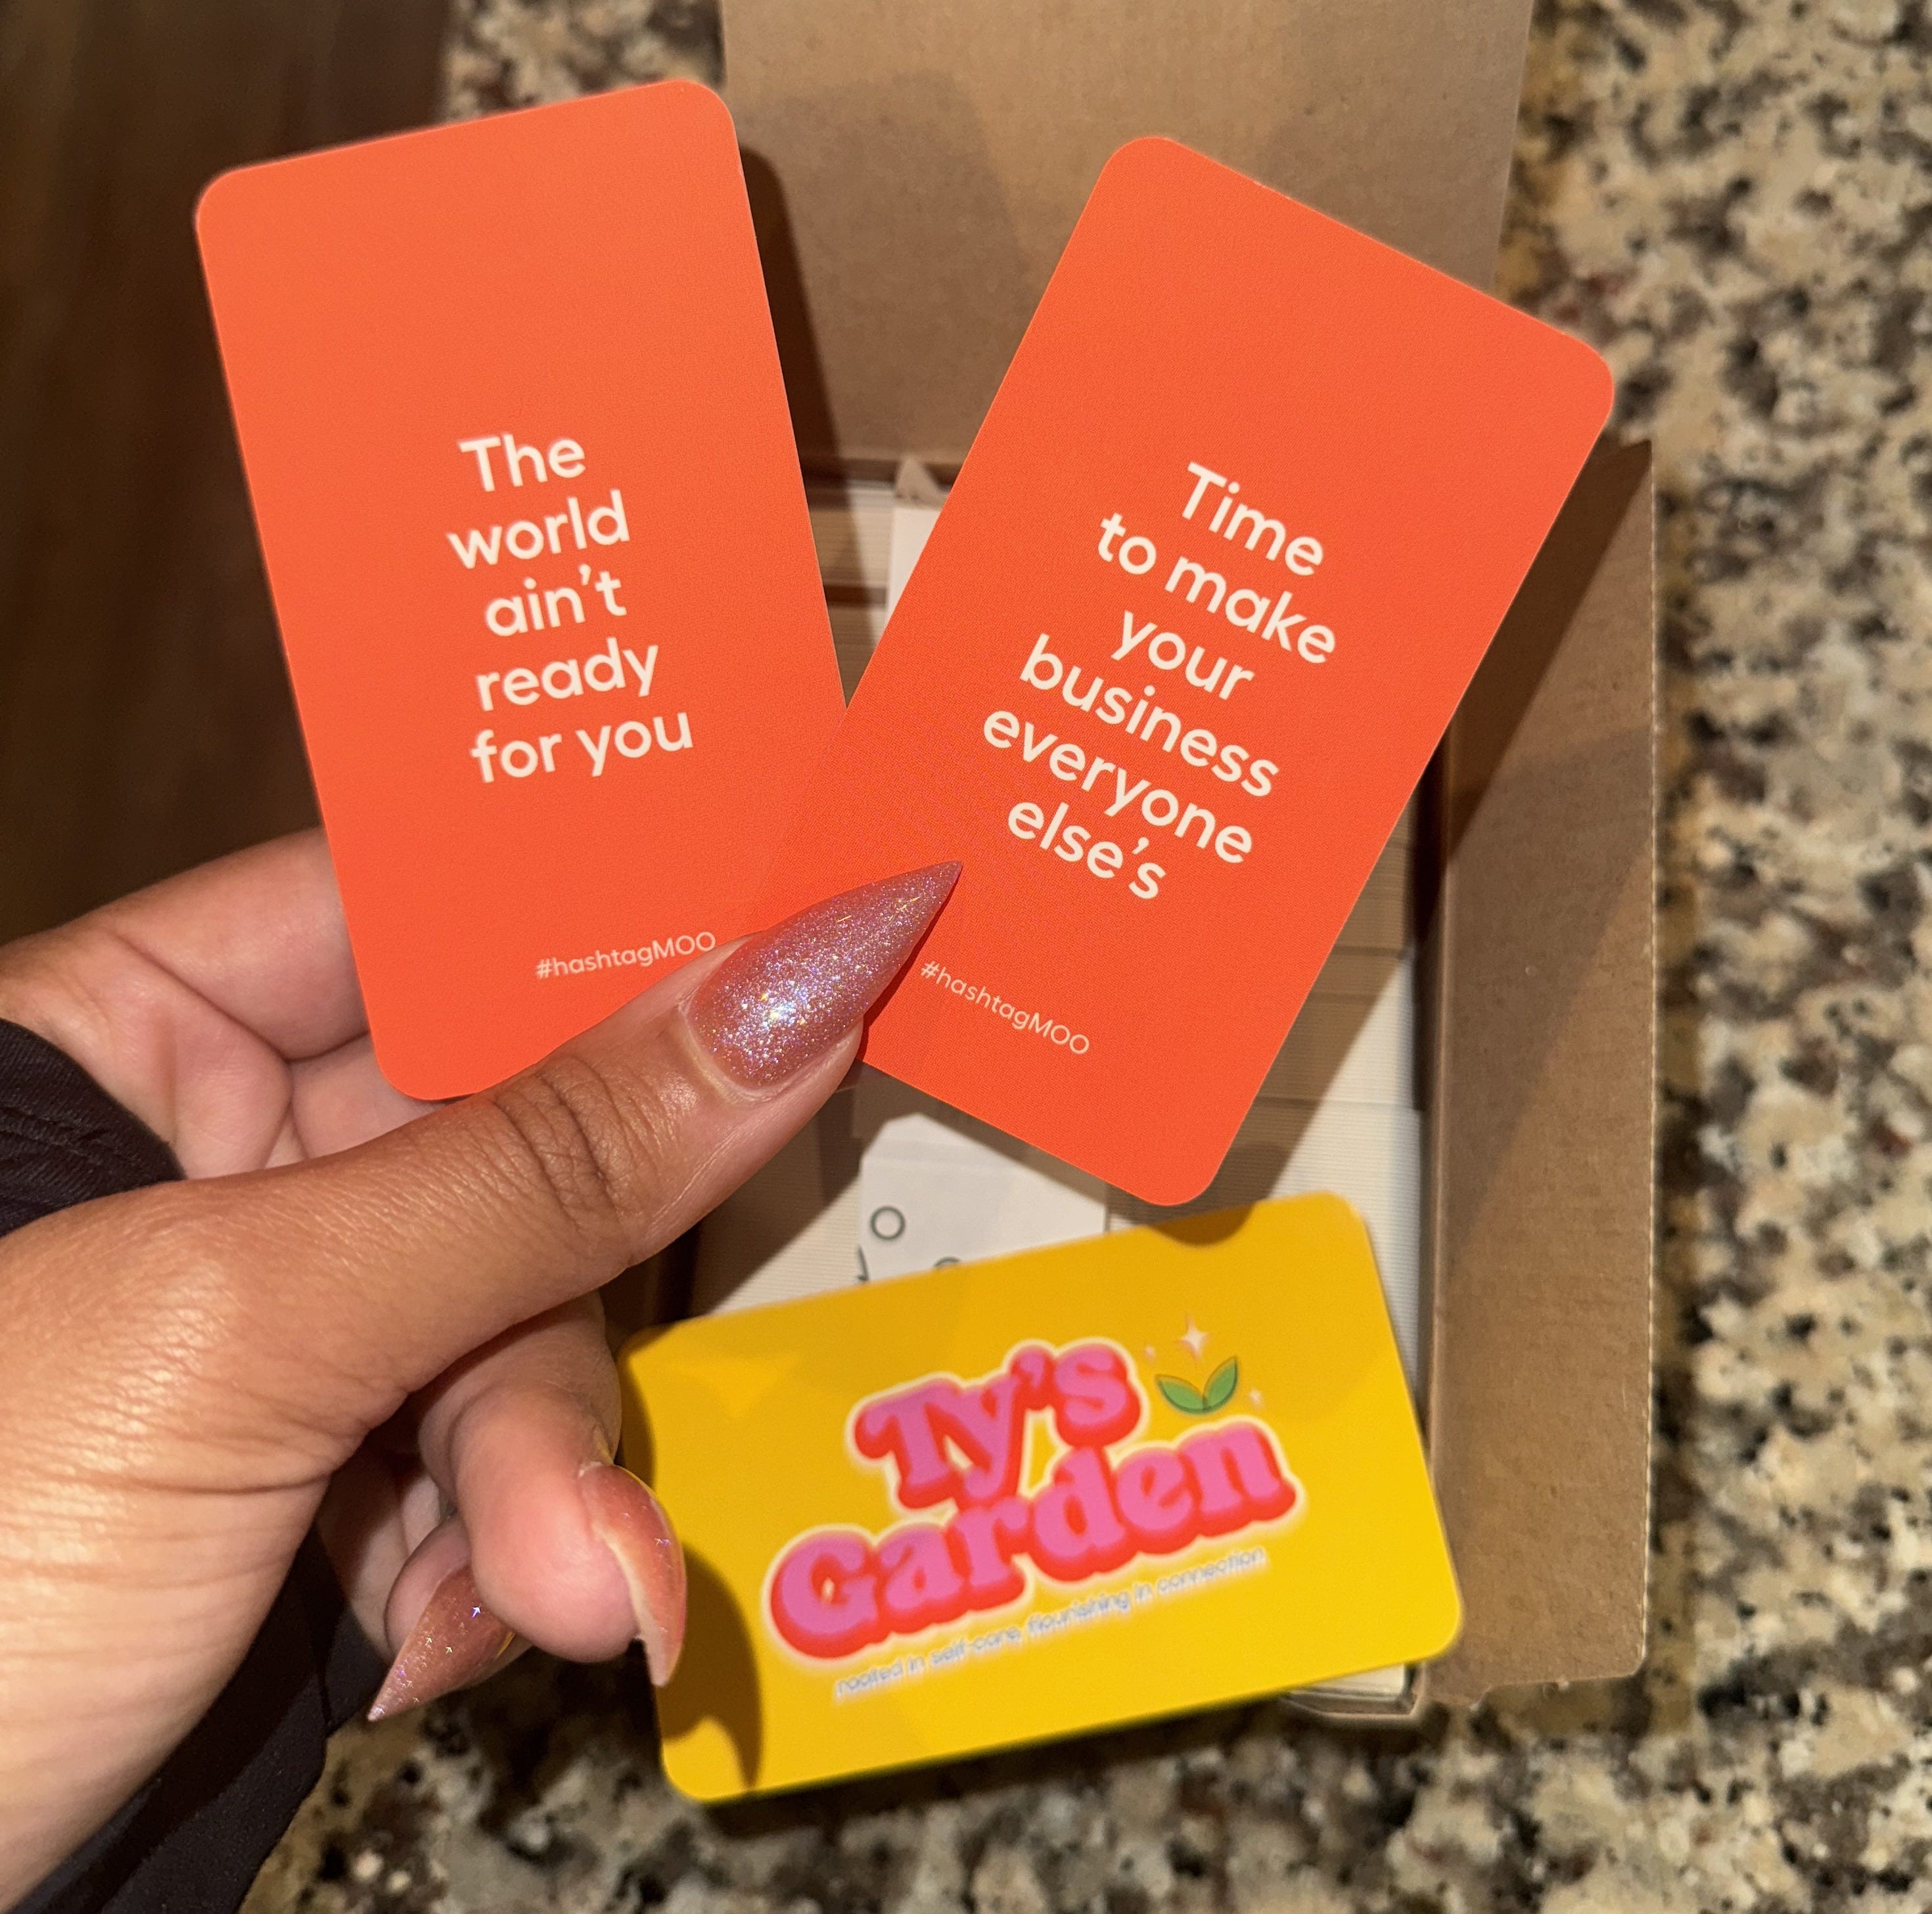 The
world
ain't
ready
for you
#hashtagMOO
Time
to make
your
business
everyone
else's
#hashtagMOO
Ty's
Garden
rooted in self-care, flourishing in connection